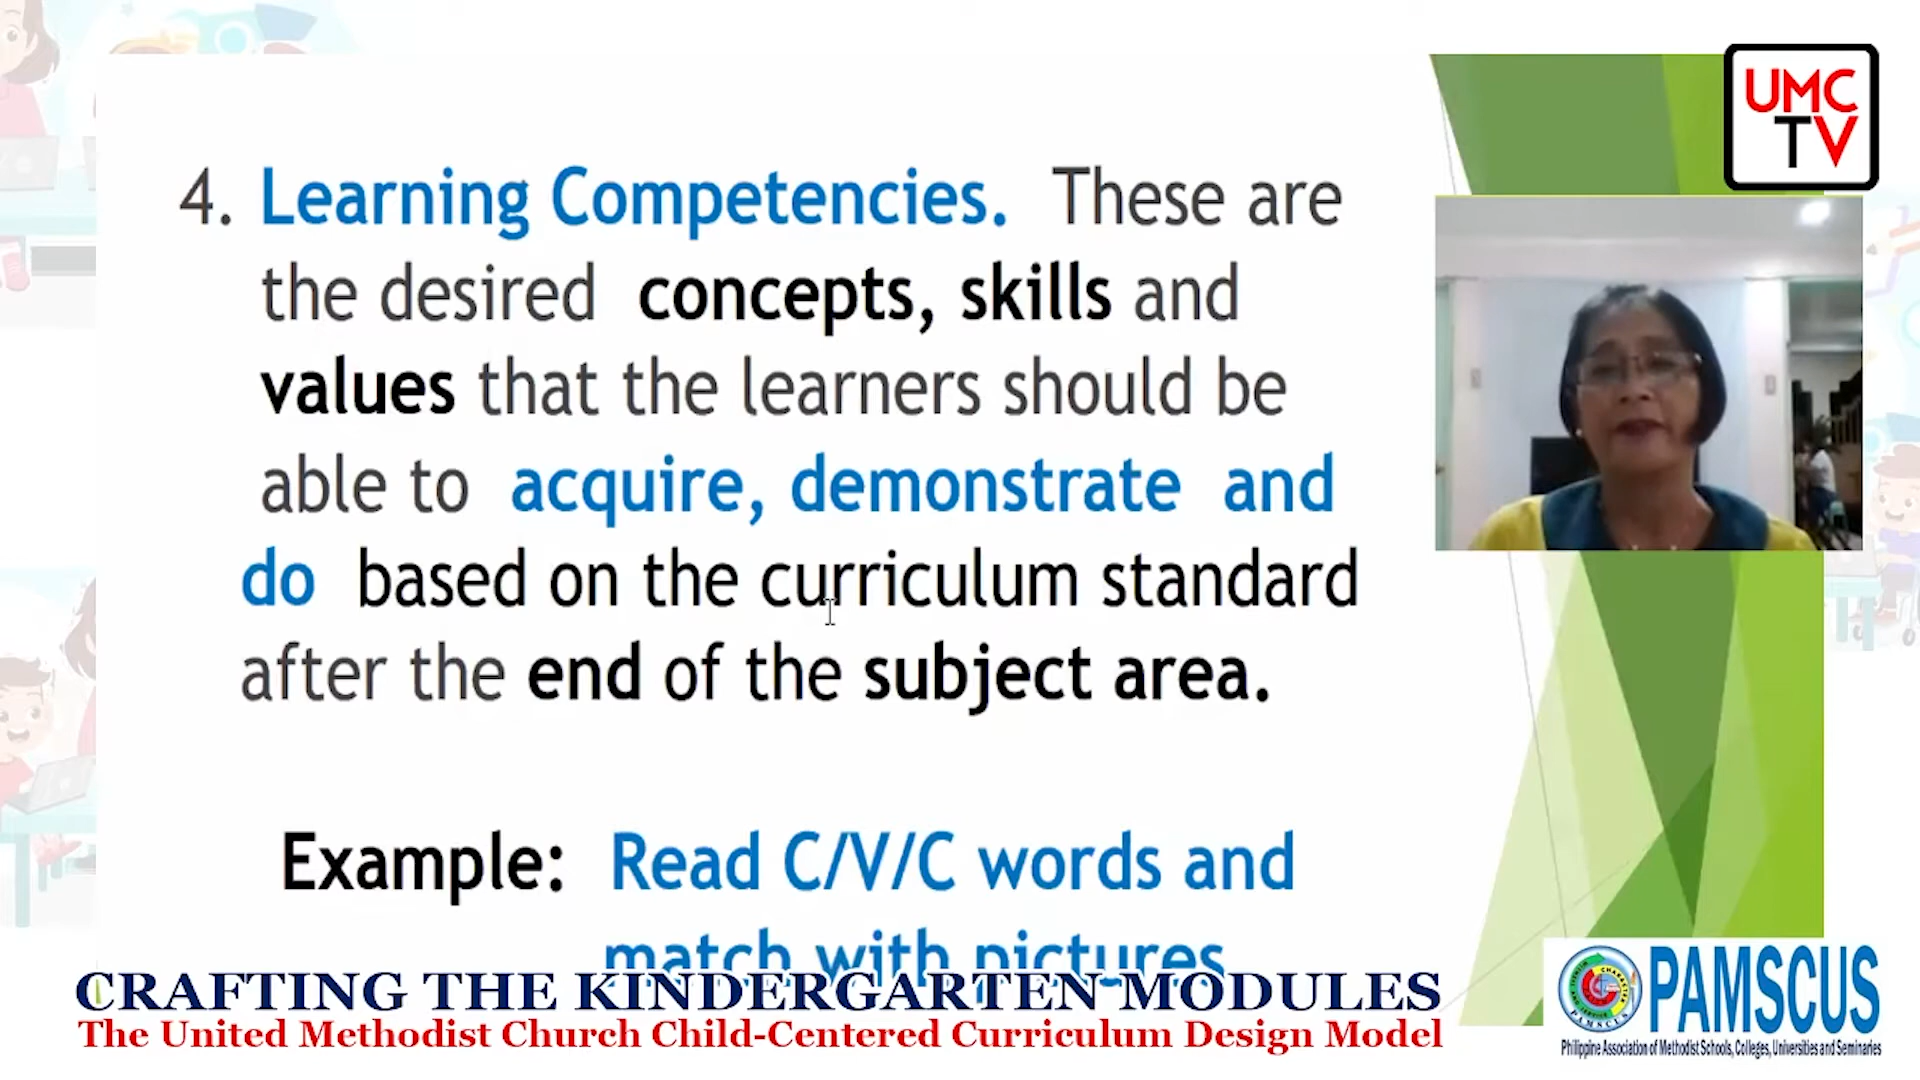 UMC
TV
4. Learning Competencies. These are
the desired concepts, skills and
values that the learners should be
able to acquire, demonstrate and
do based on the curriculum standard
after the end of the subject area.
Example: Read C/V/C words and
match with pictures
CRAFTING THE KINDERGARTEN MODULES
The United Methodist Church Child-Centered Curriculum Design Model
PAMSCUS
Philippine Association of Methodist Schools, Colleges, Universities and Seminaries